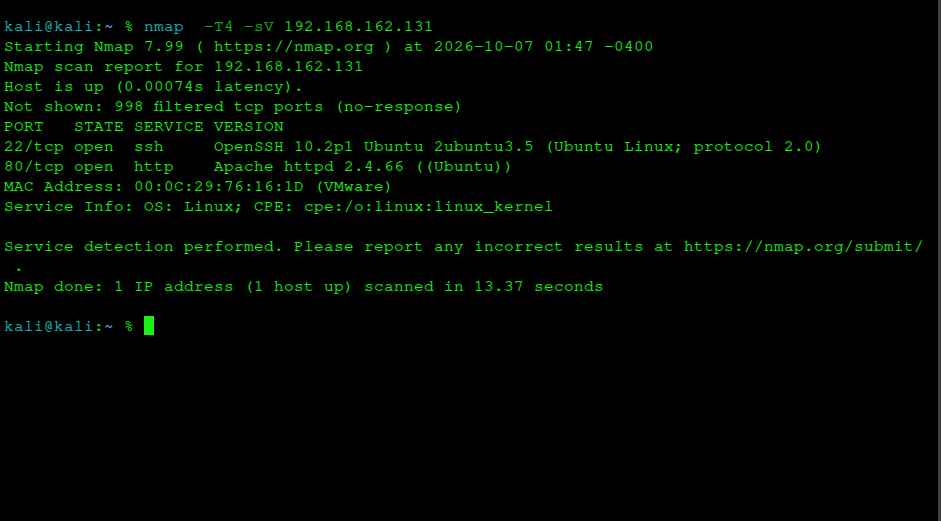 kali@kali:~ % nmap  -T4 -sV 192.168.162.131
Starting Nmap 7.99 ( https://nmap.org ) at 2026-10-07 01:47 -0400
Nmap scan report for 192.168.162.131
Host is up (0.00074s latency).
Not shown: 998 filtered tcp ports (no-response)
PORT   STATE SERVICE VERSION
22/tcp open  ssh     OpenSSH 10.2p1 Ubuntu 2ubuntu3.5 (Ubuntu Linux; protocol 2.0)
80/tcp open  http    Apache httpd 2.4.66 ((Ubuntu))
MAC Address: 00:0C:29:76:16:1D (VMware)
Service Info: OS: Linux; CPE: cpe:/o:linux:linux_kernel
Service detection performed. Please report any incorrect results at https://nmap.org/submit/
 .
Nmap done: 1 IP address (1 host up) scanned in 13.37 seconds
kali@kali:~ %